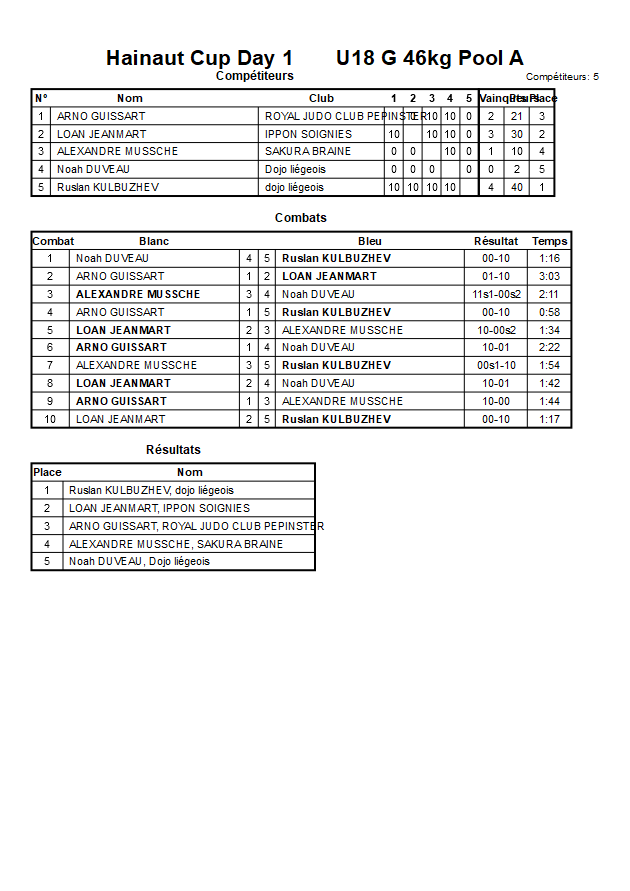 Hainaut Cup Day 1 U18 G 46kg Pool A
Compétiteurs Compétiteurs: 5
N° Nom Club 1 2 3 4 5 Vainqueurs Pts Place
1 ARNO GUISSART ROYAL JUDO CLUB PEPINSTER 10 10 0 2 21 3
2 LOAN JEANMART IPPON SOIGNIES 10 10 10 0 3 30 2
3 ALEXANDRE MUSSCHE SAKURA BRAINE 0 0 10 0 1 10 4
4 Noah DUVEAU Dojo liégeois 0 0 0 0 0 2 5
5 Ruslan KULBUZHEV dojo liégeois 10 10 10 10 4 40 1
Combats
Combat Blanc Bleu Résultat Temps
1 Noah DUVEAU 4 5 Ruslan KULBUZHEV 00-10 1:16
2 ARNO GUISSART 1 2 LOAN JEANMART 01-10 3:03
3 ALEXANDRE MUSSCHE 3 4 Noah DUVEAU 11s1-00s2 2:11
4 ARNO GUISSART 1 5 Ruslan KULBUZHEV 00-10 0:58
5 LOAN JEANMART 2 3 ALEXANDRE MUSSCHE 10-00s2 1:34
6 ARNO GUISSART 1 4 Noah DUVEAU 10-01 2:22
7 ALEXANDRE MUSSCHE 3 5 Ruslan KULBUZHEV 00s1-10 1:54
8 LOAN JEANMART 2 4 Noah DUVEAU 10-01 1:42
9 ARNO GUISSART 1 3 ALEXANDRE MUSSCHE 10-00 1:44
10 LOAN JEANMART 2 5 Ruslan KULBUZHEV 00-10 1:17
Résultats
Place Nom
1 Ruslan KULBUZHEV, dojo liégeois
2 LOAN JEANMART, IPPON SOIGNIES
3 ARNO GUISSART, ROYAL JUDO CLUB PEPINSTER
4 ALEXANDRE MUSSCHE, SAKURA BRAINE
5 Noah DUVEAU, Dojo liégeois